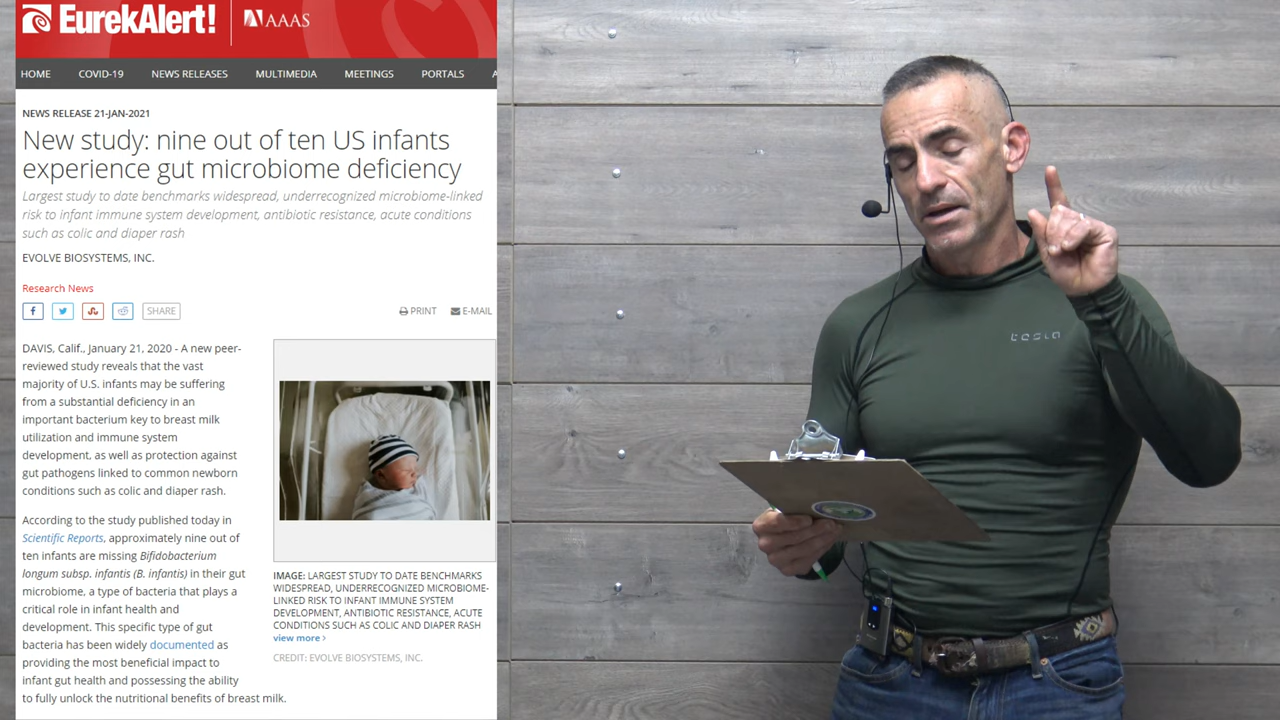 EurekAlert! AAAS
HOME COVID-19 NEWS RELEASES MULTIMEDIA MEETINGS PORTALS A
NEWS RELEASE 21-JAN-2021
New study: nine out of ten US infants
experience gut microbiome deficiency
Largest study to date benchmarks widespread, underrecognized microbiome-linked
risk to infant immune system development, antibiotic resistance, acute conditions
such as colic and diaper rash
EVOLVE BIOSYSTEMS, INC.
Research News
SHARE
PRINT E-MAIL
DAVIS, Calif., January 21, 2020 - A new peer-
reviewed study reveals that the vast
majority of U.S. infants may be suffering
from a substantial deficiency in an
important bacterium key to breast milk
utilization and immune system
development, as well as protection against
gut pathogens linked to common newborn
conditions such as colic and diaper rash.
According to the study published today in
Scientific Reports, approximately nine out of
ten infants are missing Bifidobacterium
longum subsp. infantis (B. infantis) in their gut
microbiome, a type of bacteria that plays a
critical role in infant health and
development. This specific type of gut
bacteria has been widely documented as
providing the most beneficial impact to
infant gut health and possessing the ability
to fully unlock the nutritional benefits of breast milk.
IMAGE: LARGEST STUDY TO DATE BENCHMARKS
WIDESPREAD, UNDERRECOGNIZED MICROBIOME-
LINKED RISK TO INFANT IMMUNE SYSTEM
DEVELOPMENT, ANTIBIOTIC RESISTANCE, ACUTE
CONDITIONS SUCH AS COLIC AND DIAPER RASH
view more >
CREDIT: EVOLVE BIOSYSTEMS, INC.
tesla